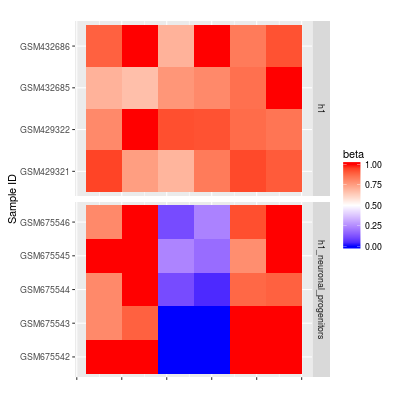 GSM432686
GSM432685
GSM429322
GSM429321
h1
GSM675546
GSM675545
GSM675544
GSM675543
GSM675542
h1_neuronal_progenitors
Sample ID
beta
1.00
0.75
0.50
0.25
0.00